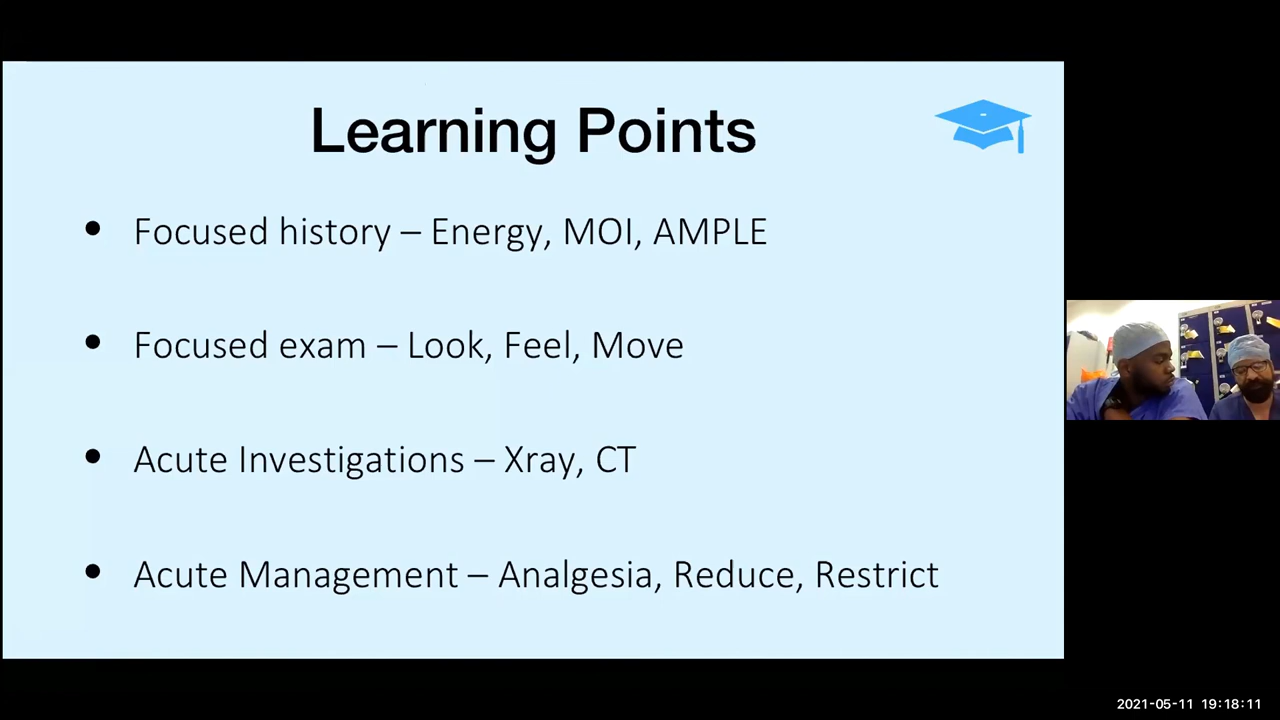 Learning Points
• Focused history – Energy, MOI, AMPLE
• Focused exam – Look, Feel, Move
• Acute Investigations – Xray, CT
• Acute Management – Analgesia, Reduce, Restrict
2021-05-11 19:18:11